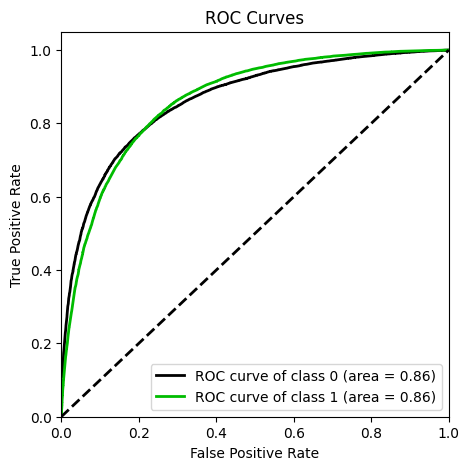 ROC Curves
True Positive Rate
1.0
0.8
0.6
0.4
0.2
0.0
ROC curve of class 0 (area = 0.86)
ROC curve of class 1 (area = 0.86)
0.0 0.2 0.4 0.6 0.8 1.0
False Positive Rate